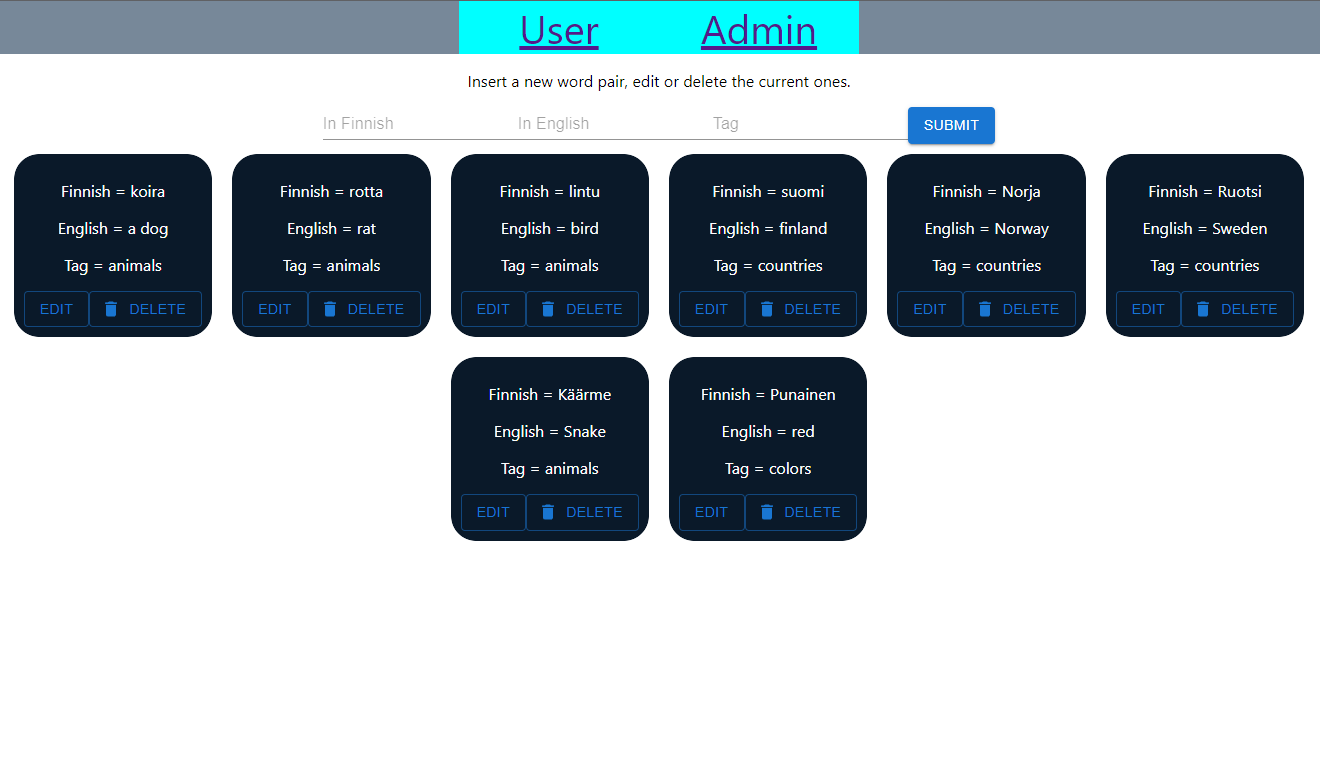 User Admin
Insert a new word pair, edit or delete the current ones.
In Finnish In English Tag SUBMIT
Finnish = koira
English = a dog
Tag = animals
EDIT DELETE
Finnish = rotta
English = rat
Tag = animals
EDIT DELETE
Finnish = lintu
English = bird
Tag = animals
EDIT DELETE
Finnish = suomi
English = finland
Tag = countries
EDIT DELETE
Finnish = Norja
English = Norway
Tag = countries
EDIT DELETE
Finnish = Ruotsi
English = Sweden
Tag = countries
EDIT DELETE
Finnish = Käärme
English = Snake
Tag = animals
EDIT DELETE
Finnish = Punainen
English = red
Tag = colors
EDIT DELETE